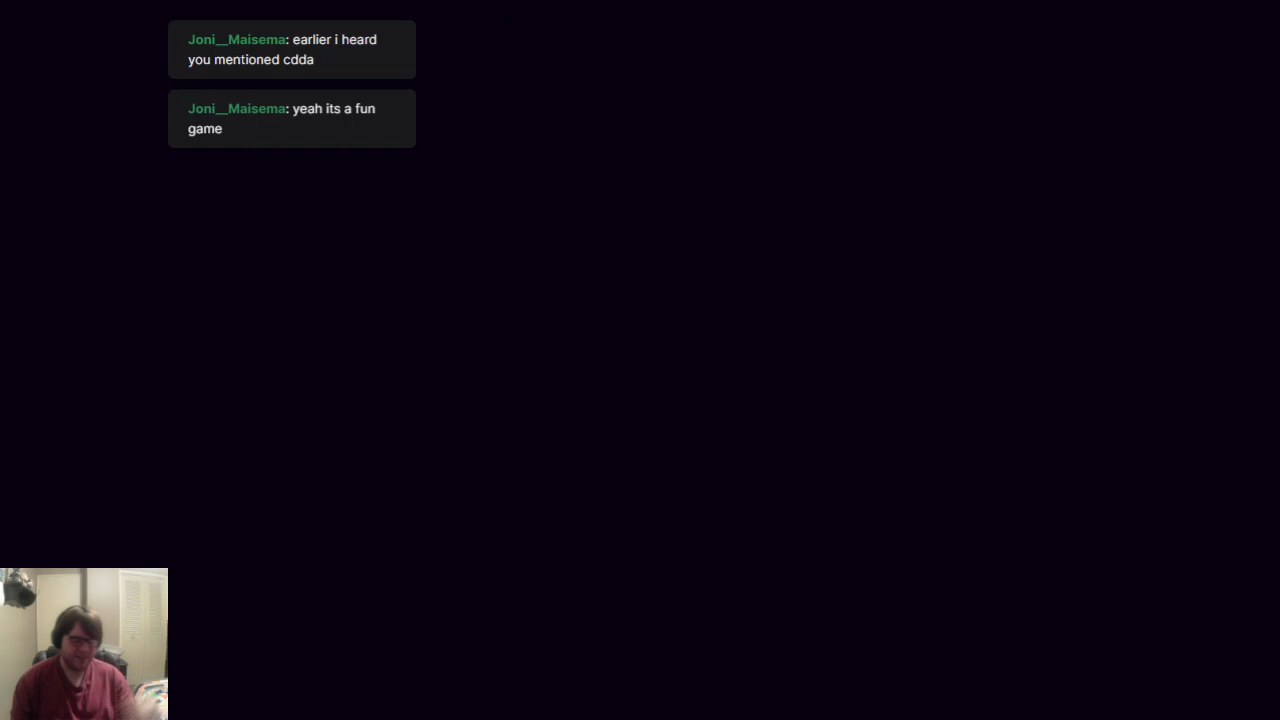 Joni__Maisema: earlier i heard
you mentioned cdda
Joni__Maisema: yeah its a fun
game